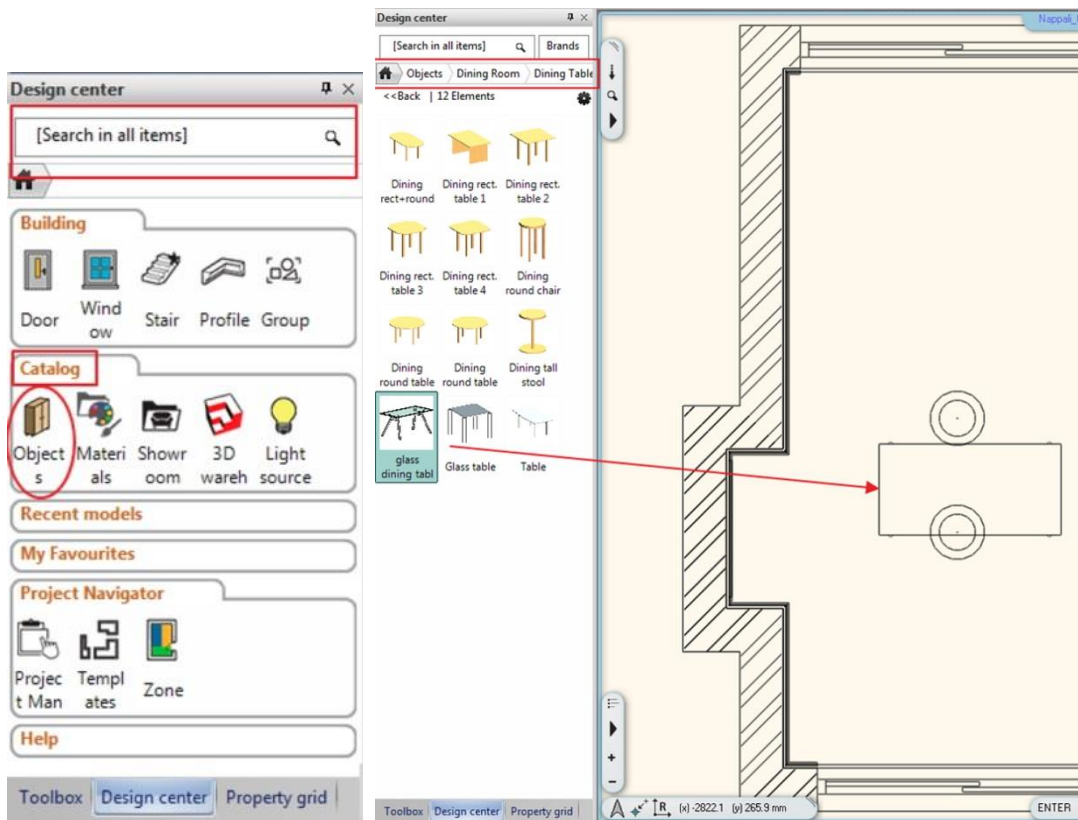 Design center
[Search in all items]
Building
Door
Wind
ow
Stair
Profile
Group
Catalog
Object
s
Materi
als
Showr
oom
3D
wareh
Light
source
Recent models
My Favourites
Project Navigator
Projec
t Man
Templ
ates
Zone
Help
Toolbox
Design center
Property grid
Design center
[Search in all items]
Brands
Objects
Dining Room
Dining Table
<<Back | 12 Elements
Dining
rect+round
Dining rect.
table 1
Dining rect.
table 2
Dining rect.
table 3
Dining rect.
table 4
Dining
round chair
Dining
round table
Dining
round table
Dining tall
stool
glass
dining tabl
Glass table
Table
Toolbox
Design center
Property grid
Nappali_
R
(x) -2822.1 (y) 265.9 mm
ENTER